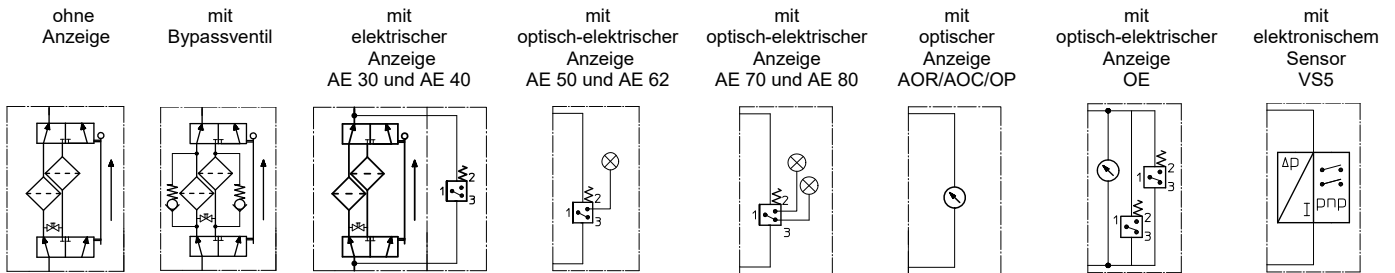 ohne
Anzeige
mit
Bypassventil
mit
elektrischer
Anzeige
AE 30 und AE 40
mit
optisch-elektrischer
Anzeige
AE 50 und AE 62
mit
optisch-elektrischer
Anzeige
AE 70 und AE 80
mit
optischer
Anzeige
AOR/AOC/OP
mit
optisch-elektrischer
Anzeige
OE
mit
elektronischem
Sensor
VS5
1 2
3
1 2
3
1 2
3
1 2
3
1 2
3
Δp
I
pnp